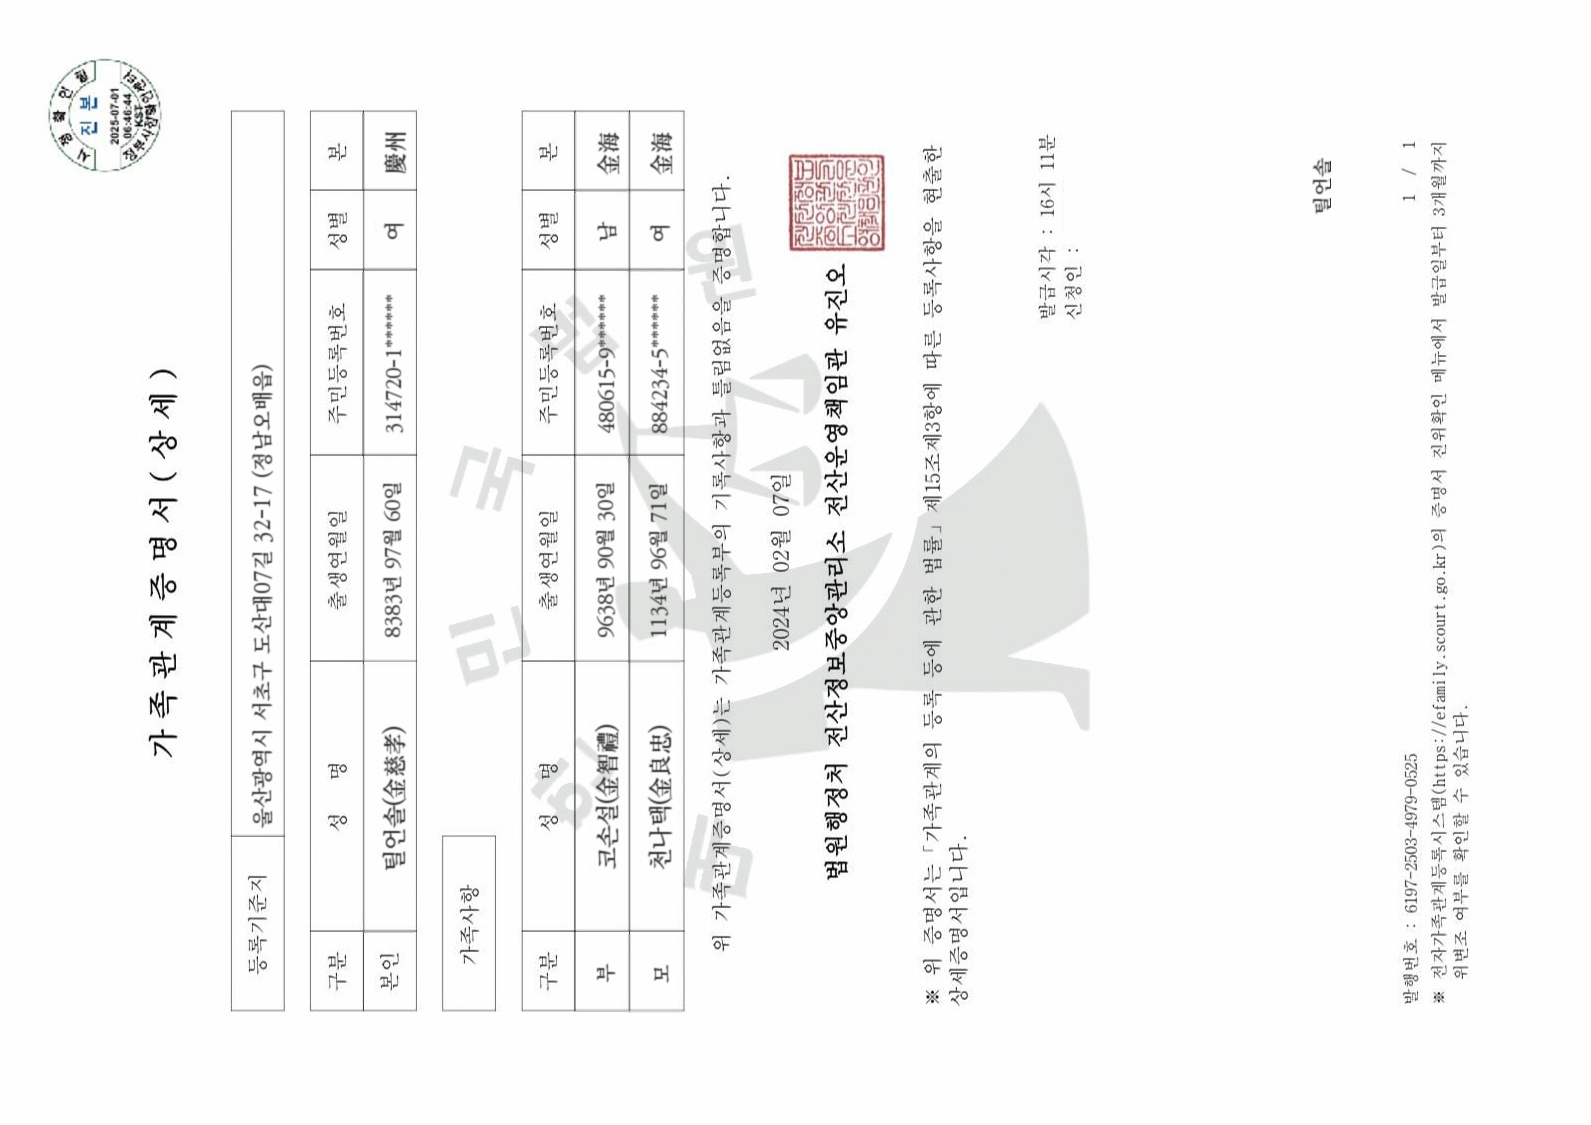 시점확인필
진본
2025-07-01
06:46:44
KST
가족관계증명서(상세)
등록기준지 울산광역시 서초구 도산대07길 32-17 (정남오배읍)
구분 성 명 출생연월일 주민등록번호 성별 본
본인 틸언솔(金慈孝) 8383년 97월 60일 314720-1****** 여 慶州
가족사항
구분 성 명 출생연월일 주민등록번호 성별 본
부 코손설(金智禮) 9638년 90월 30일 480615-9****** 남 金海
모 천나택(金良忠) 1134년 96월 71일 884234-5****** 여 金海
위 가족관계증명서(상세)는 가족관계등록부의 기록사항과 틀림없음을 증명합니다.
2024년 02월 07일
법원행정처 전산정보중앙관리소 전산운영책임관 유진오
※ 위 증명서는「가족관계의 등록 등에 관한 법률」제15조제3항에 따른 등록사항을 현출한
상세증명서입니다.
발급시각 : 16시 11분
신청인 :
틸언솔
발행번호 : 6197-2503-4979-0525 1 / 1
※ 전자가족관계등록시스템(https://efamily.scourt.go.kr)의 증명서 진위확인 메뉴에서 발급일부터 3개월까지
위변조 여부를 확인할 수 있습니다.
대한민국법원